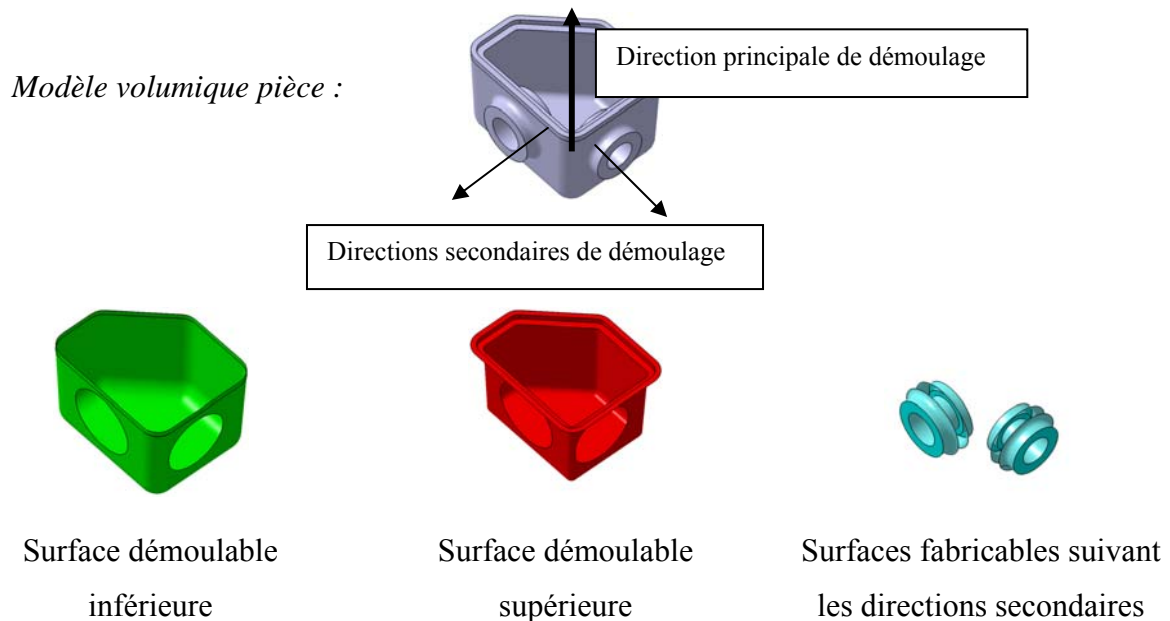 Direction principale de démoulage
Modèle volumique pièce :
Directions secondaires de démoulage
Surface démoulable
inférieure
Surface démoulable
supérieure
Surfaces fabricables suivant
les directions secondaires